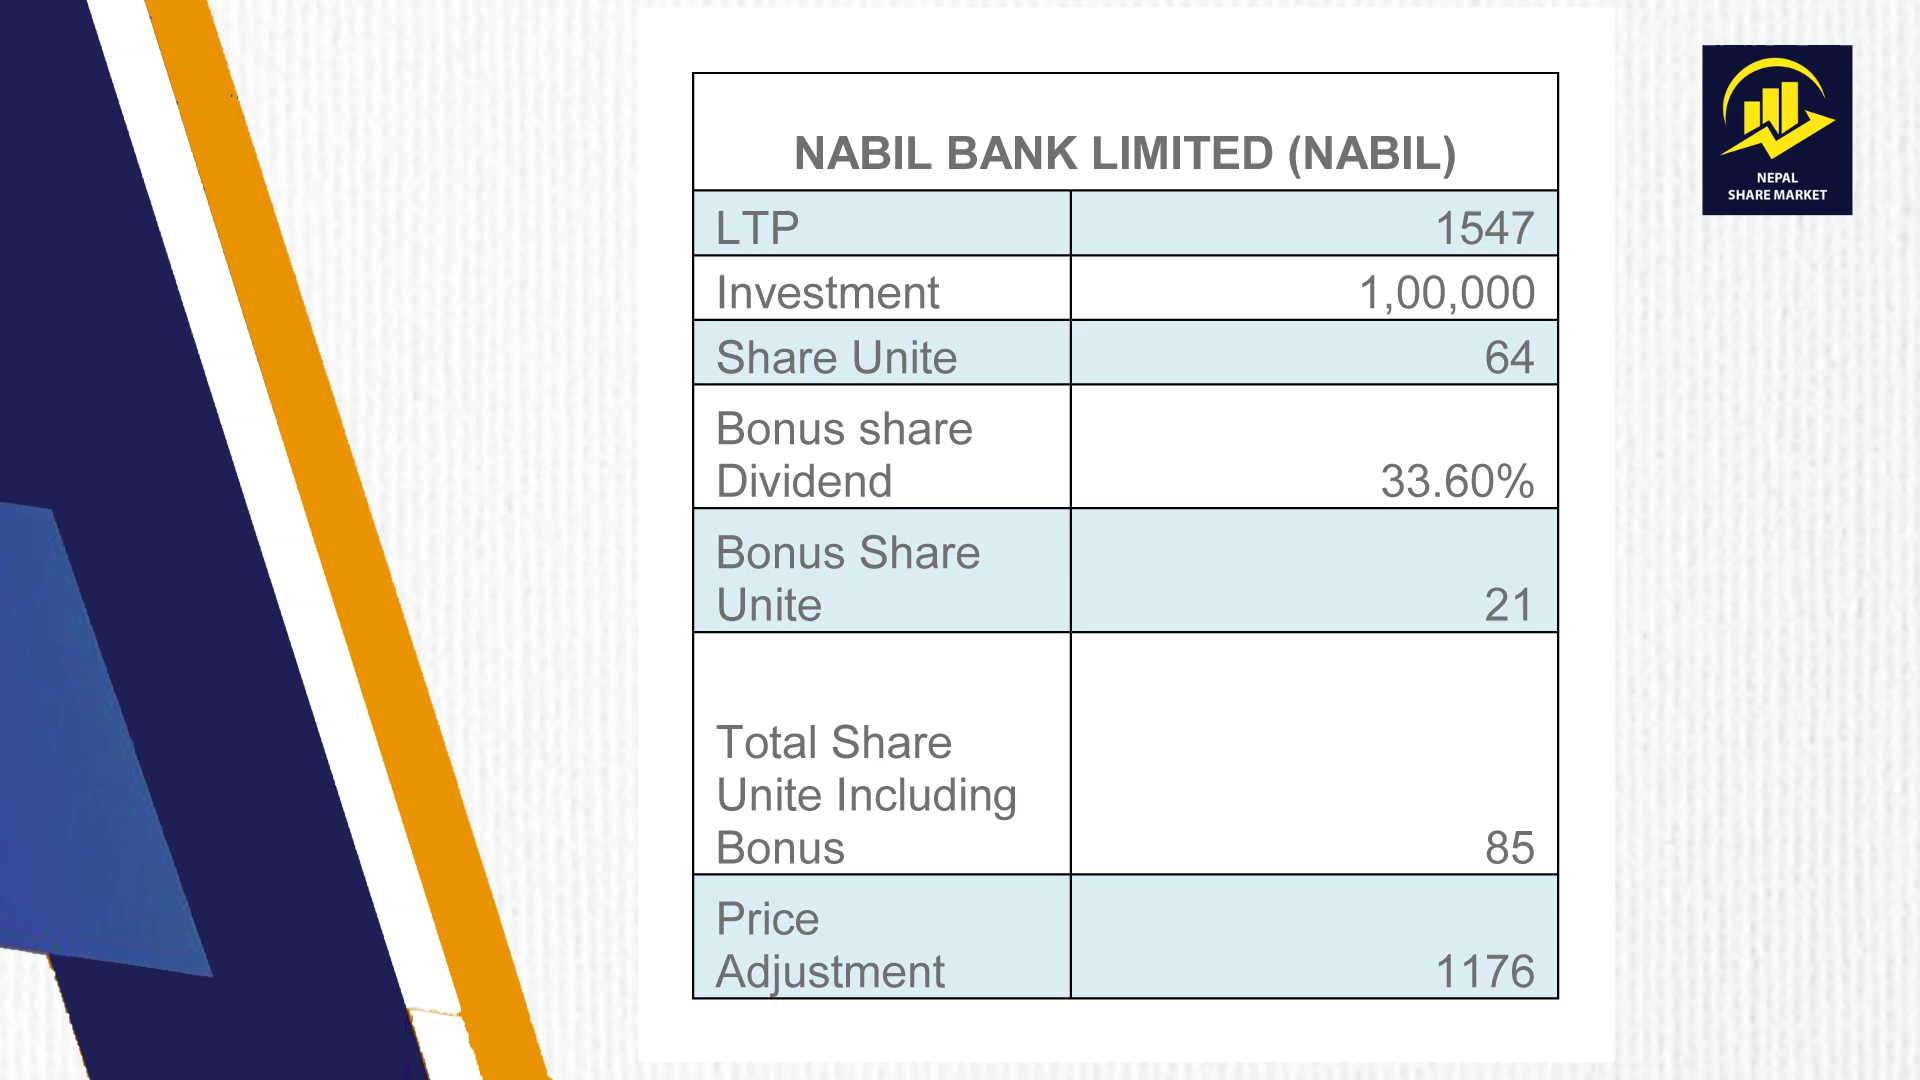 NABIL BANK LIMITED (NABIL)
LTP 1547
Investment 1,00,000
Share Unite 64
Bonus share
Dividend 33.60%
Bonus Share
Unite 21
Total Share
Unite Including
Bonus 85
Price
Adjustment 1176
NEPAL
SHARE MARKET